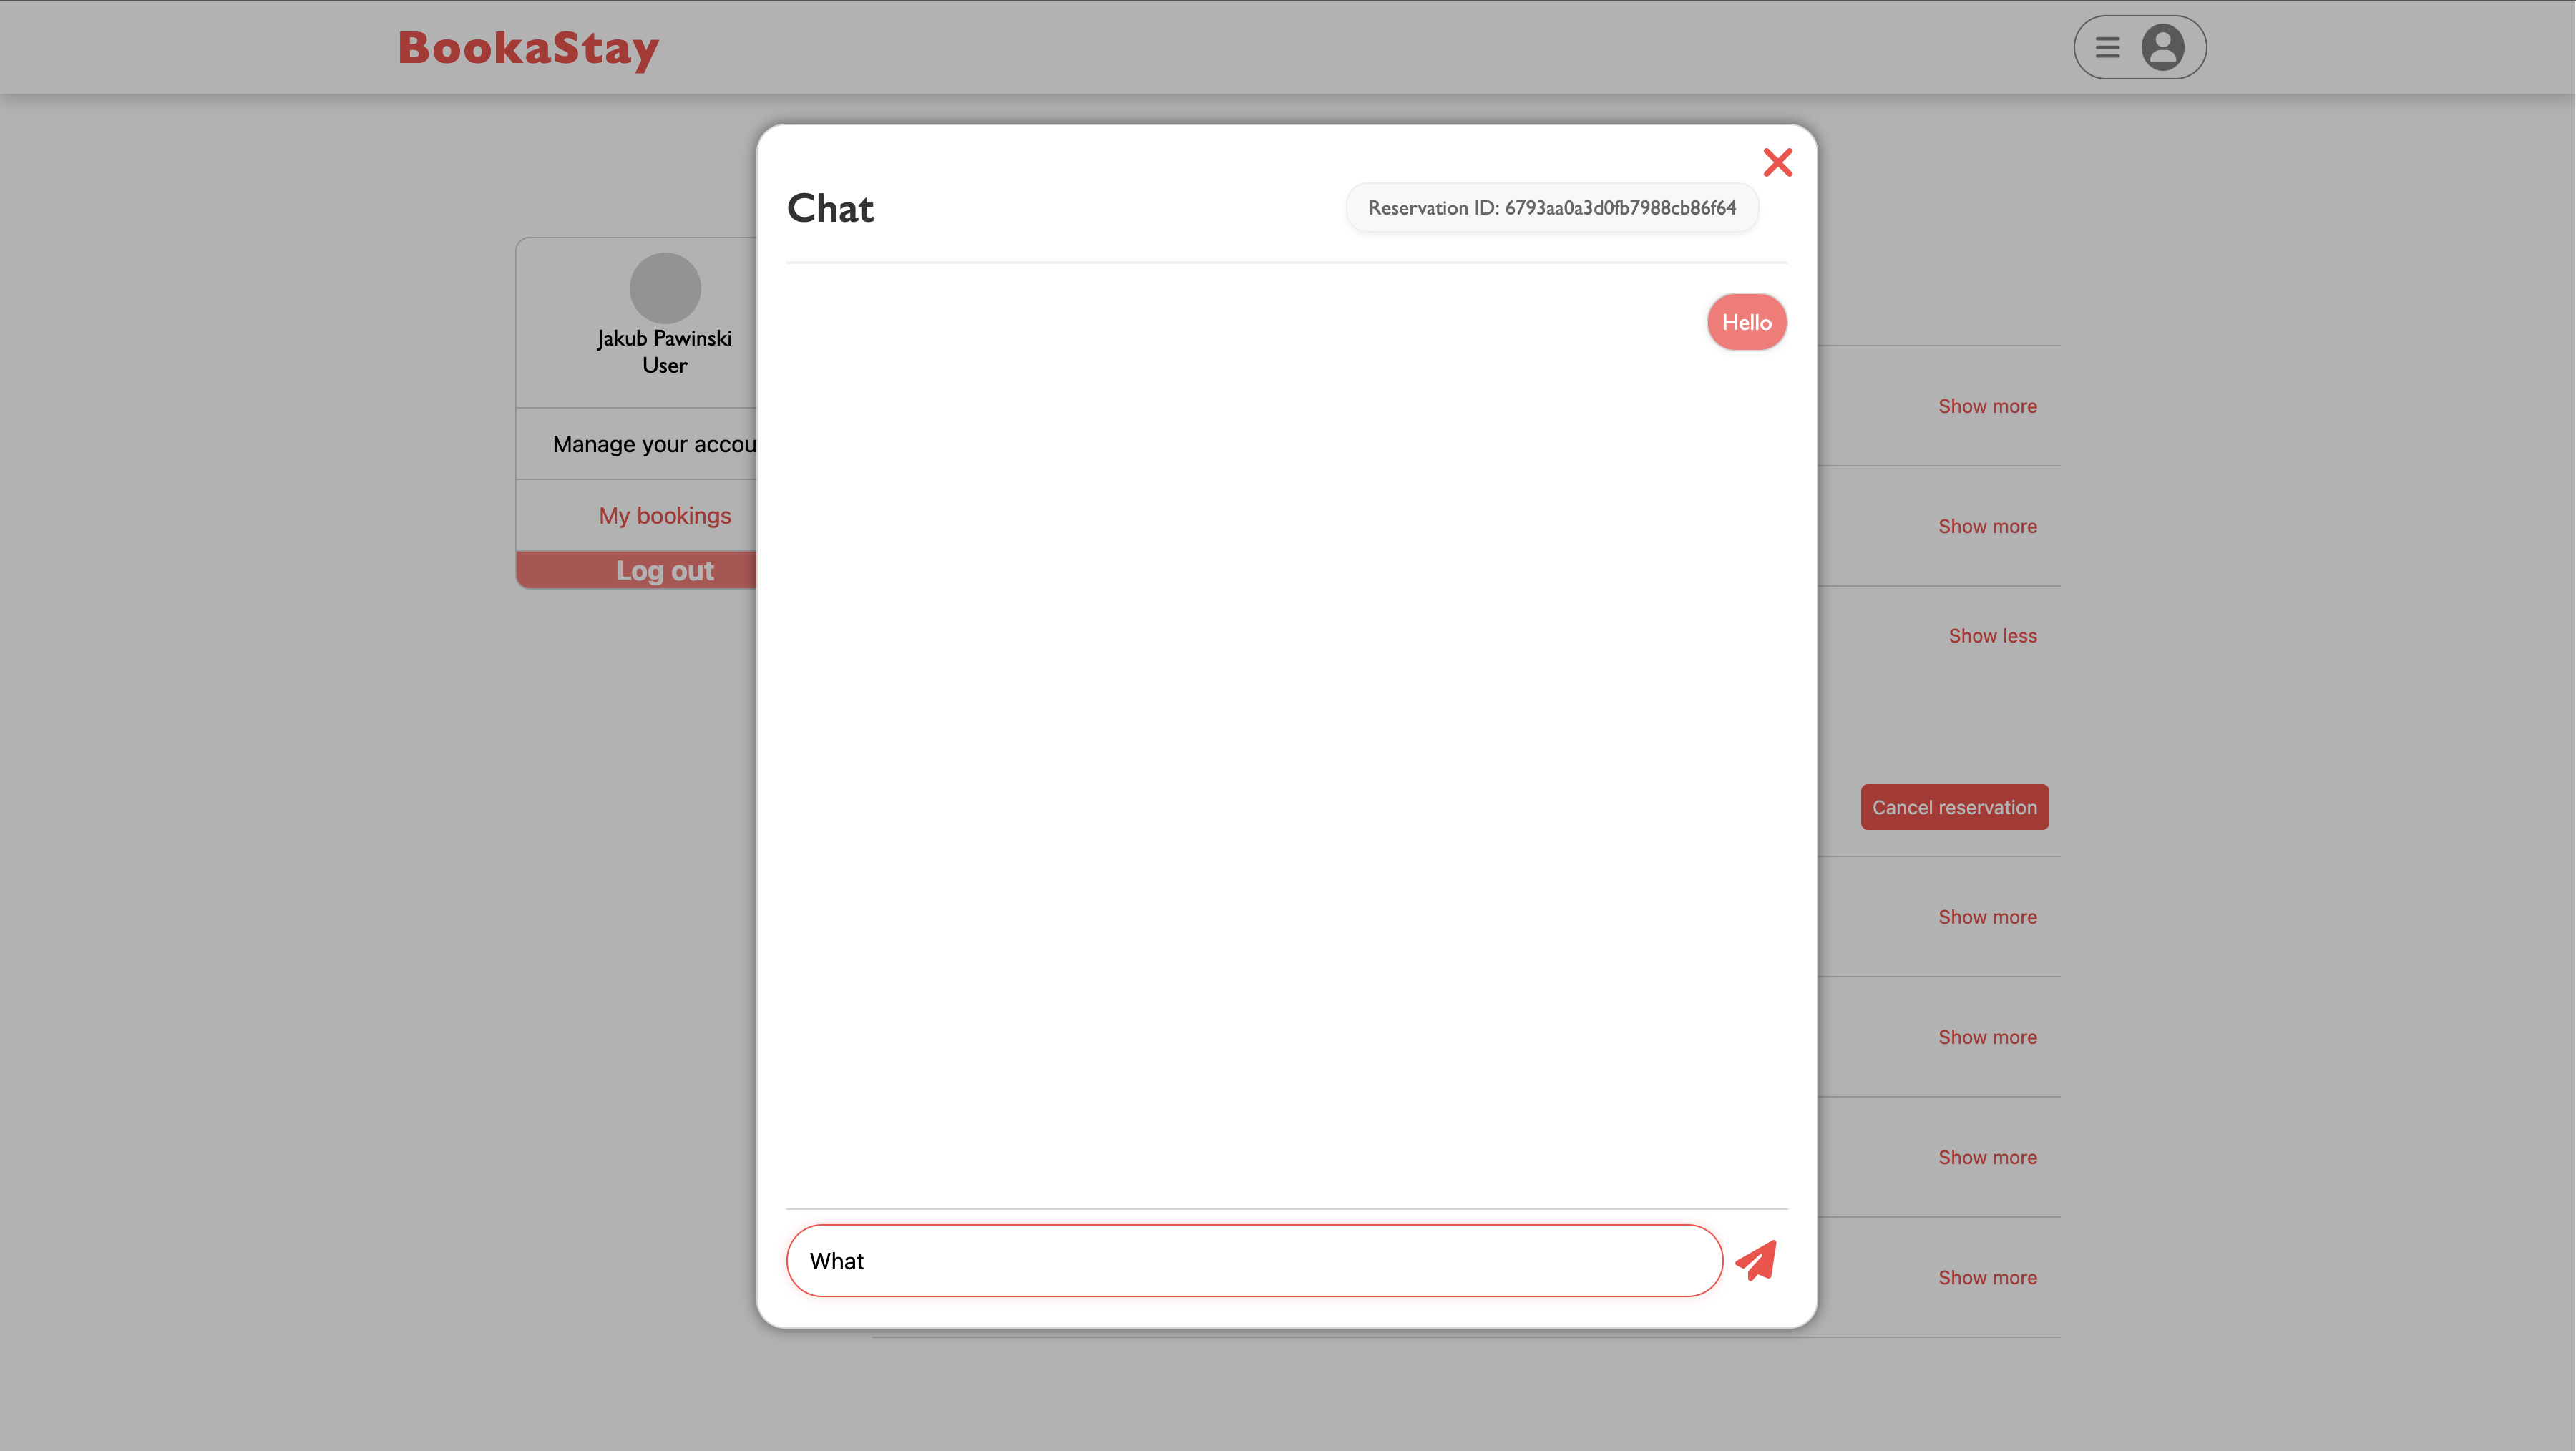 BookaStay
Chat
Reservation ID: 6793aa0a3d0fb7988cb86f64
Hello
Jakub Pawinski
User
Manage your accou
My bookings
Log out
Show more
Show more
Show less
Cancel reservation
Show more
Show more
Show more
Show more
What